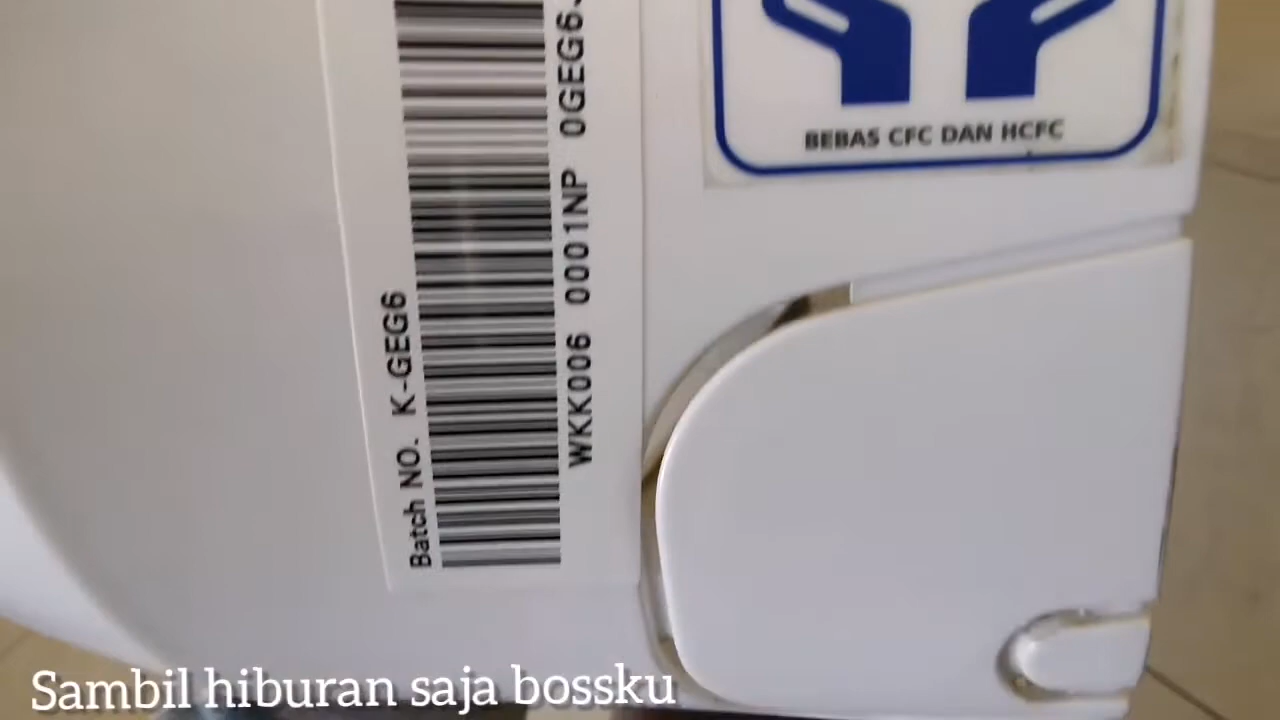 BEBAS CFC DAN HCFC
Batch NO. K-GEG6
WKK006 0001NP 0GEG6
Sambil hiburan saja bossku